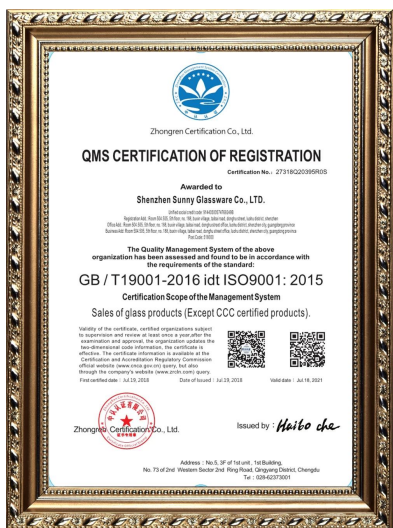 Zhongren Certification Co., Ltd.
QMS CERTIFICATION OF REGISTRATION
Certification No.: 27318Q20395R0S
Awarded to
Shenzhen Sunny Glassware Co., LTD.
The Quality Management System of the above
organization has been assessed and found to be in accordance with
the requirements of the standard:
GB / T19001-2016 idt ISO9001: 2015
Certification Scope of the Management System
Sales of glass products (Except CCC certified products).
Validity of the certificate, certified organizations subject
to supervision and review at least once a year,after the
examination and approval, the organization updates the
two-dimensional code information, the certificate is
effective. The certificate information is available at the
Certification and Accreditation Regulatory Commission
official website (www.cnca.gov.cn) query, but also
through the company's website (www.zrcln.com) query.
First certified date : Jul.19, 2018 Date of Issued : Jul.19, 2018 Valid date : Jul.18, 2021
Zhongren Certification Co., Ltd.
Issued by : Haibo che
Address : No.5, 3F of 1st unit , 1st Building,
No. 73 of 2nd Western Sector 2nd Ring Road, Qingyang District, Chengdu
Tel : 028-62373001